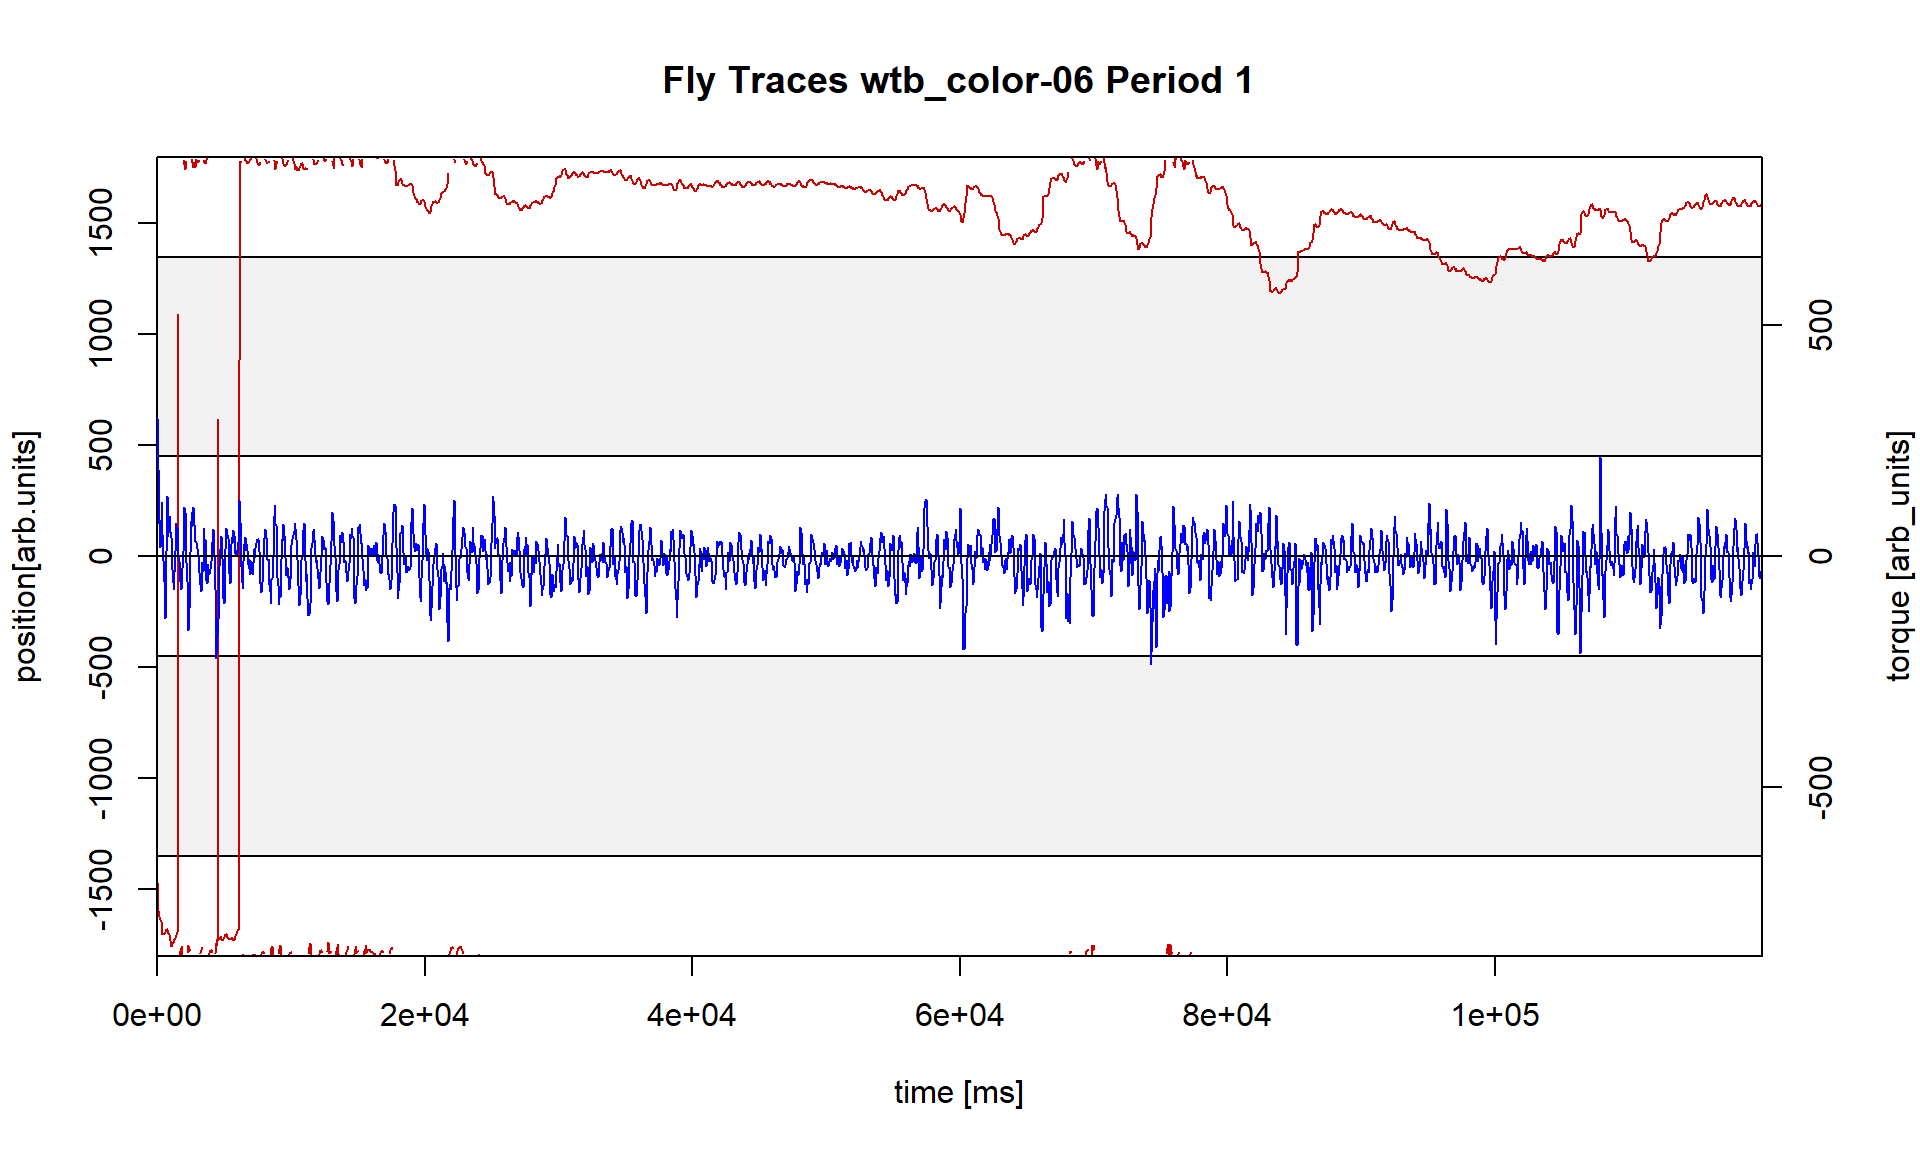 Fly Traces wtb_color-06 Period 1
position[arb.units]
1500
1000
500
0
-500
-1000
-1500
500
0
-500
torque [arb_units]
0e+00 2e+04 4e+04 6e+04 8e+04 1e+05
time [ms]